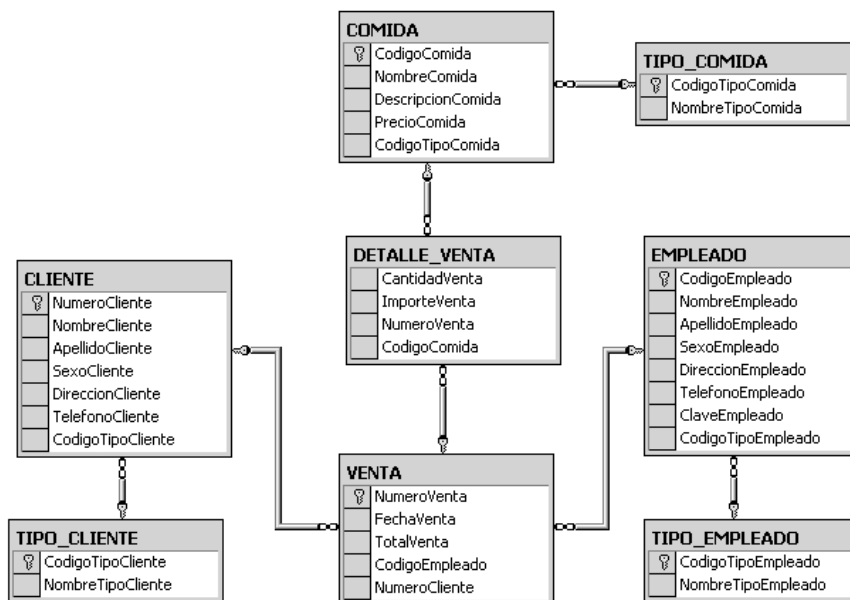 COMIDA
CodigoComida
NombreComida
DescripcionComida
PrecioComida
CodigoTipoComida
TIPO_COMIDA
CodigoTipoComida
NombreTipoComida
DETALLE_VENTA
CantidadVenta
ImporteVenta
NumeroVenta
CodigoComida
EMPLEADO
CodigoEmpleado
NombreEmpleado
ApellidoEmpleado
SexoEmpleado
DireccionEmpleado
TelefonoEmpleado
ClaveEmpleado
CodigoTipoEmpleado
CLIENTE
NumeroCliente
NombreCliente
ApellidoCliente
SexoCliente
DireccionCliente
TelefonoCliente
CodigoTipoCliente
VENTA
NumeroVenta
FechaVenta
TotalVenta
CodigoEmpleado
NumeroCliente
TIPO_CLIENTE
CodigoTipoCliente
NombreTipoCliente
TIPO_EMPLEADO
CodigoTipoEmpleado
NombreTipoEmpleado